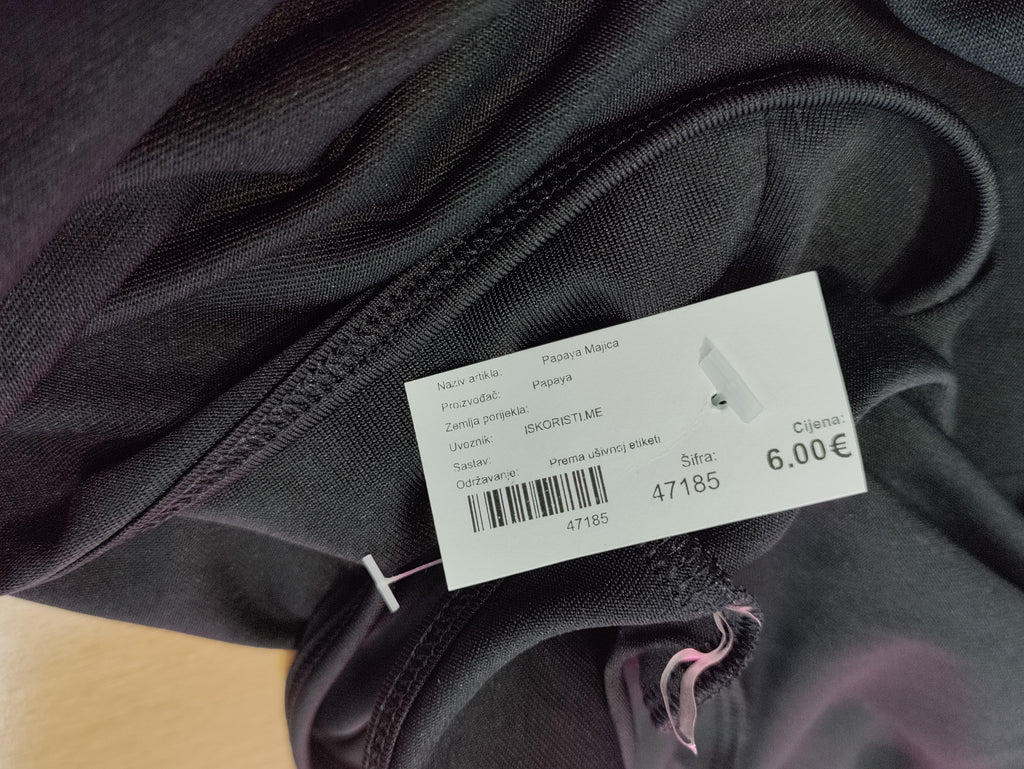 Naziv artikla: Papaya Majica
Proizvođač: Papaya
Zemlja porijekla:
Uvoznik: ISKORISTI.ME
Sastav:
Održavanje: Prema ušivnoj etiketi
47185
Šifra:
47185
Cijena:
6.00€